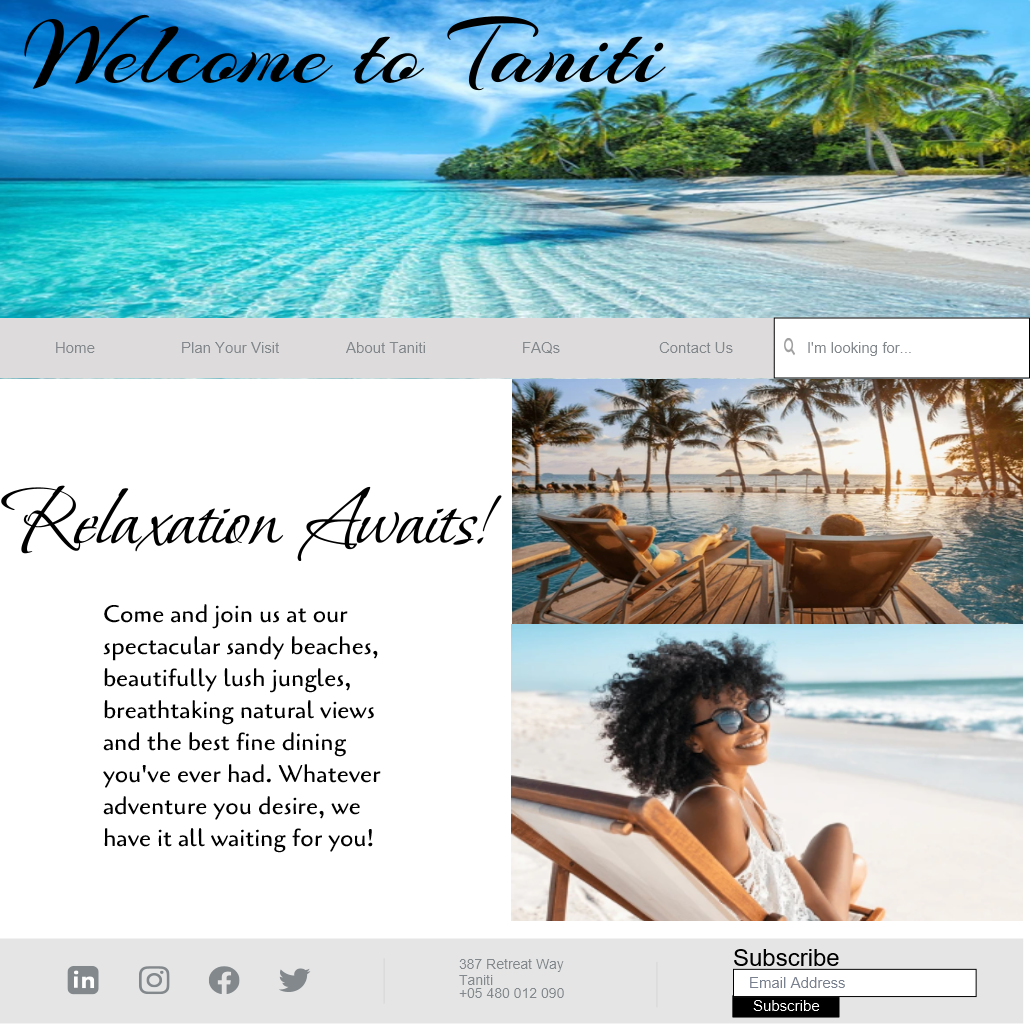 Welcome to Taniti
Home
Plan Your Visit
About Taniti
FAQs
Contact Us
I'm looking for...
Relaxation Awaits!
Come and join us at our
spectacular sandy beaches,
beautifully lush jungles,
breathtaking natural views
and the best fine dining
you've ever had. Whatever
adventure you desire, we
have it all waiting for you!
in
387 Retreat Way
Taniti
+05 480 012 090
Subscribe
Email Address
Subscribe